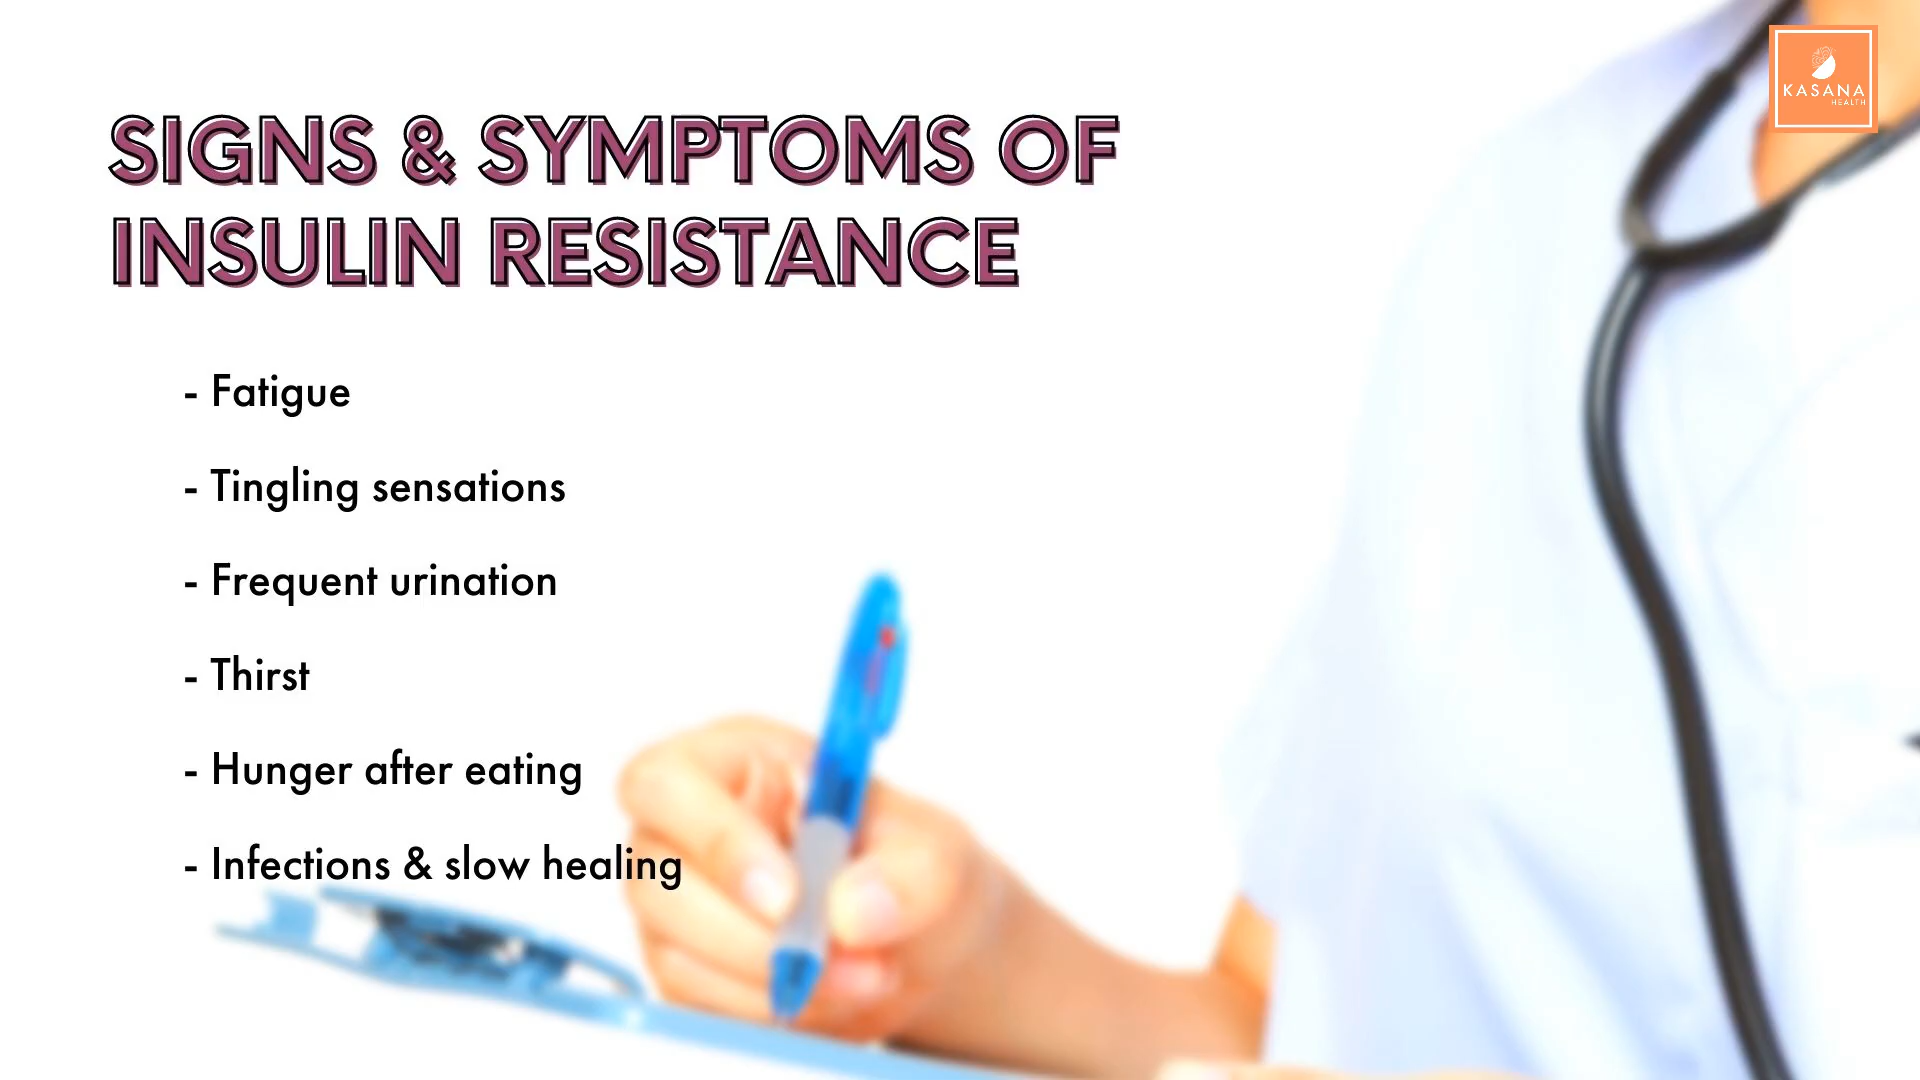 KASANA
HEALTH
SIGNS & SYMPTOMS OF
INSULIN RESISTANCE
- Fatigue
- Tingling sensations
- Frequent urination
- Thirst
- Hunger after eating
- Infections & slow healing